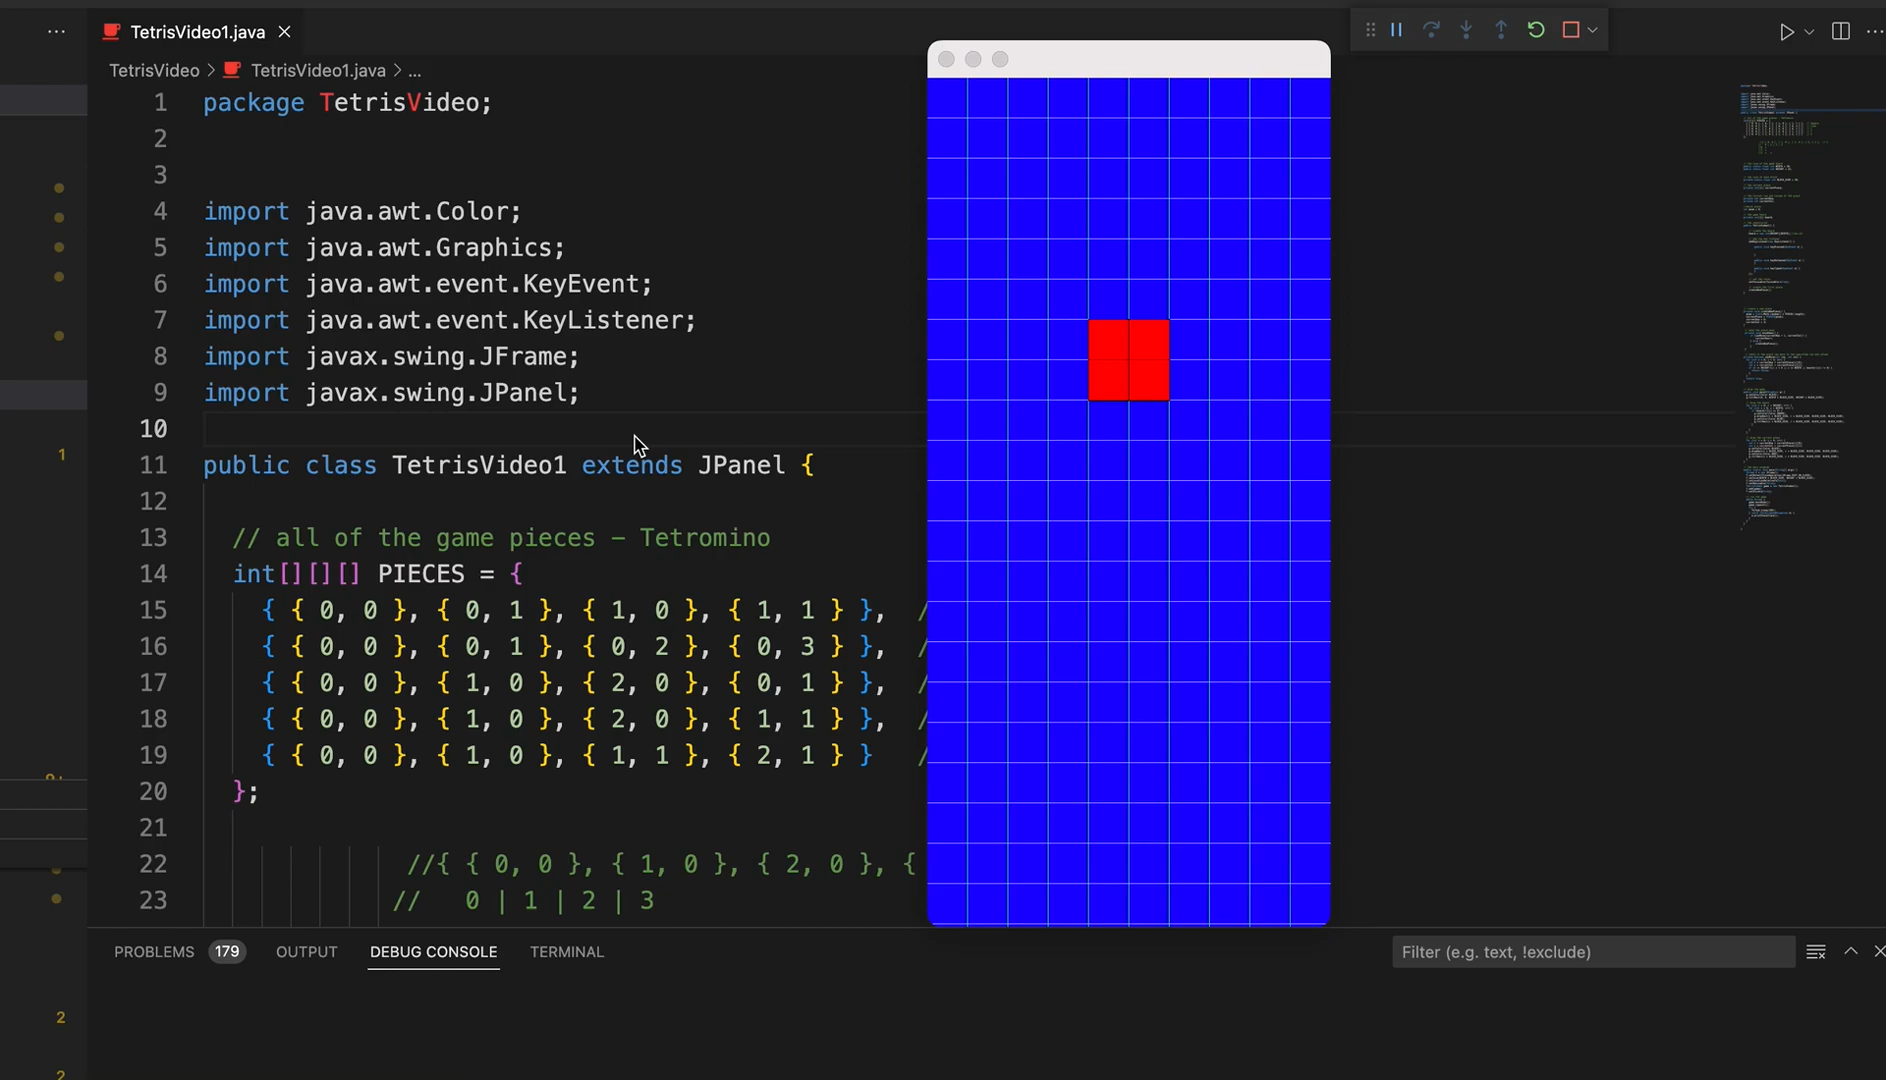 TetrisVideo1.java
TetrisVideo > TetrisVideo1.java > ...
1 package TetrisVideo;
2
3
4 import java.awt.Color;
5 import java.awt.Graphics;
6 import java.awt.event.KeyEvent;
7 import java.awt.event.KeyListener;
8 import javax.swing.JFrame;
9 import javax.swing.JPanel;
10
11 public class TetrisVideo1 extends JPanel {
12
13 // all of the game pieces – Tetromino
14 int[][][] PIECES = {
15 { { 0, 0 }, { 0, 1 }, { 1, 0 }, { 1, 1 } }, /
16 { { 0, 0 }, { 0, 1 }, { 0, 2 }, { 0, 3 } }, /
17 { { 0, 0 }, { 1, 0 }, { 2, 0 }, { 0, 1 } }, /
18 { { 0, 0 }, { 1, 0 }, { 2, 0 }, { 1, 1 } }, /
19 { { 0, 0 }, { 1, 0 }, { 1, 1 }, { 2, 1 } } /
20 };
21
22 //{ { 0, 0 }, { 1, 0 }, { 2, 0 }, {
23 // 0 | 1 | 2 | 3
1
PROBLEMS 179 OUTPUT DEBUG CONSOLE TERMINAL Filter (e.g. text, !exclude)
2
2